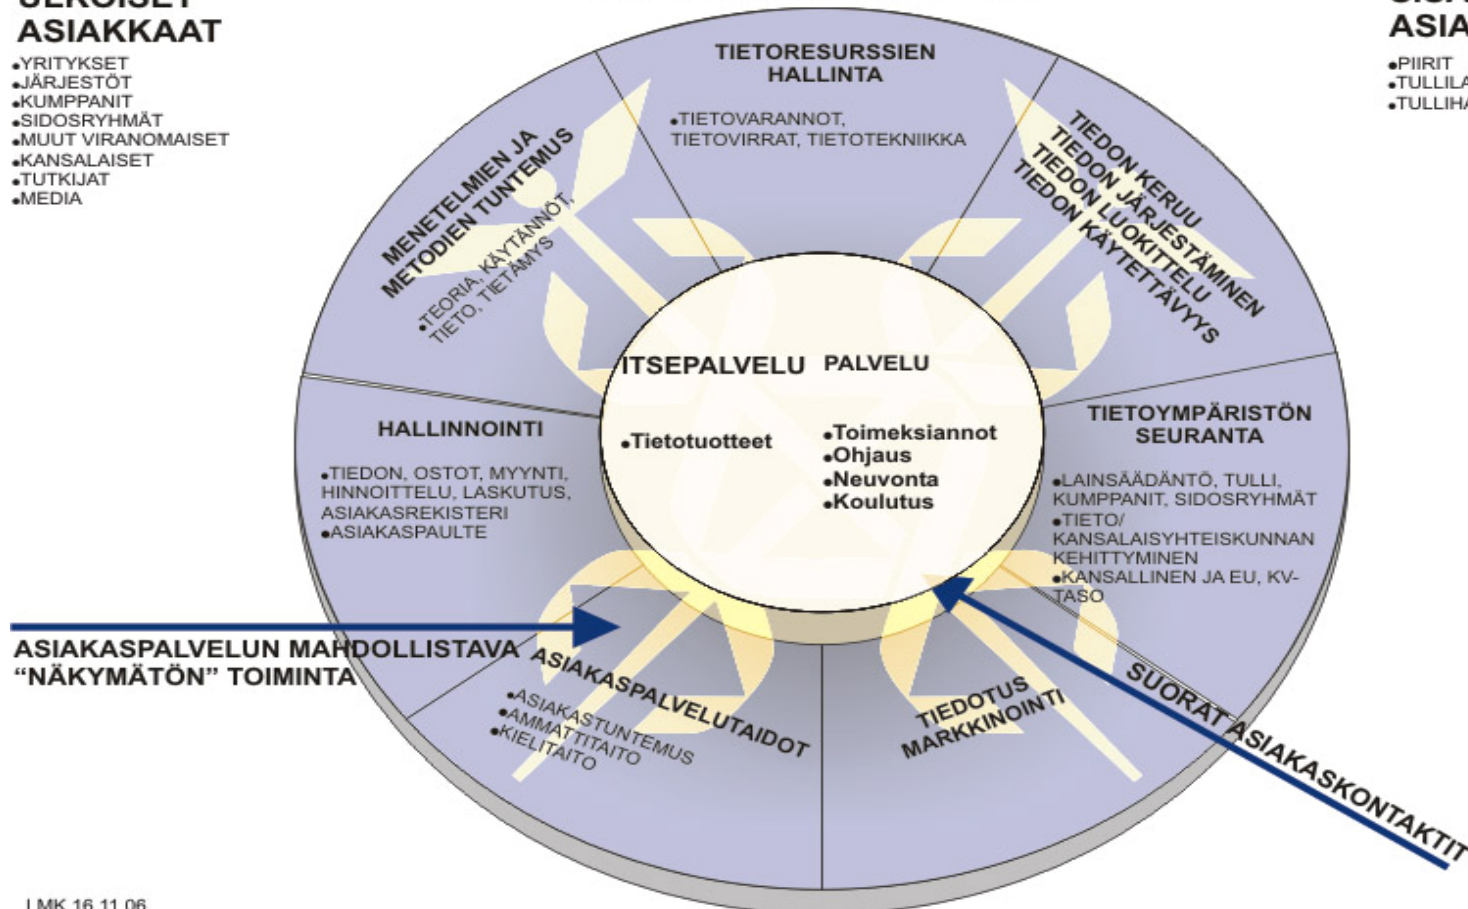 ULKOISET
ASIAKKAAT
•YRITYKSET
•JÄRJESTÖT
•KUMPPANIT
•SIDOSRYHMÄT
•MUUT VIRANOMAISET
•KANSALAISET
•TUTKIJAT
•MEDIA
•PIIRIT
TIETORESURSSIEN
HALLINTA
•TIETOVARANNOT,
TIETOVIRRAT, TIETOTEKNIIKKA
MENETELMIEN JA
METODIEN TUNTEMUS
•TEORIA, KÄYTÄNNÖT,
TIETO, TIETÄMYS
TIEDON KERUU
TIEDON JÄRJESTÄMINEN
TIEDON LUOKITTELU
TIEDON KÄYTETTÄVYYS
ITSEPALVELU
•Tietotuotteet
PALVELU
•Toimeksiannot
•Ohjaus
•Neuvonta
•Koulutus
HALLINNOINTI
•TIEDON, OSTOT, MYYNTI,
HINNOITTELU, LASKUTUS,
ASIAKASREKISTERI
•ASIAKASPAULTE
TIETOYMPÄRISTÖN
SEURANTA
•LAINSÄÄDÄNTÖ, TULLI,
KUMPPANIT, SIDOSRYHMÄT
•TIETO/
KANSALAISYHTEISKUNNAN
KEHITTYMINEN
•KANSALLINEN JA EU, KV-
TASO
ASIAKASPALVELUN MAHDOLLISTAVA
“NÄKYMÄTÖN” TOIMINTA
ASIAKASPALVELUTAIDOT
•ASIAKASTUNTEMUS
•AMMATTITAITO
•KIELITAITO
TIEDOTUS
MARKKINOINTI
SUORAT ASIAKASKONTAKTIT
LMK 16.11.06